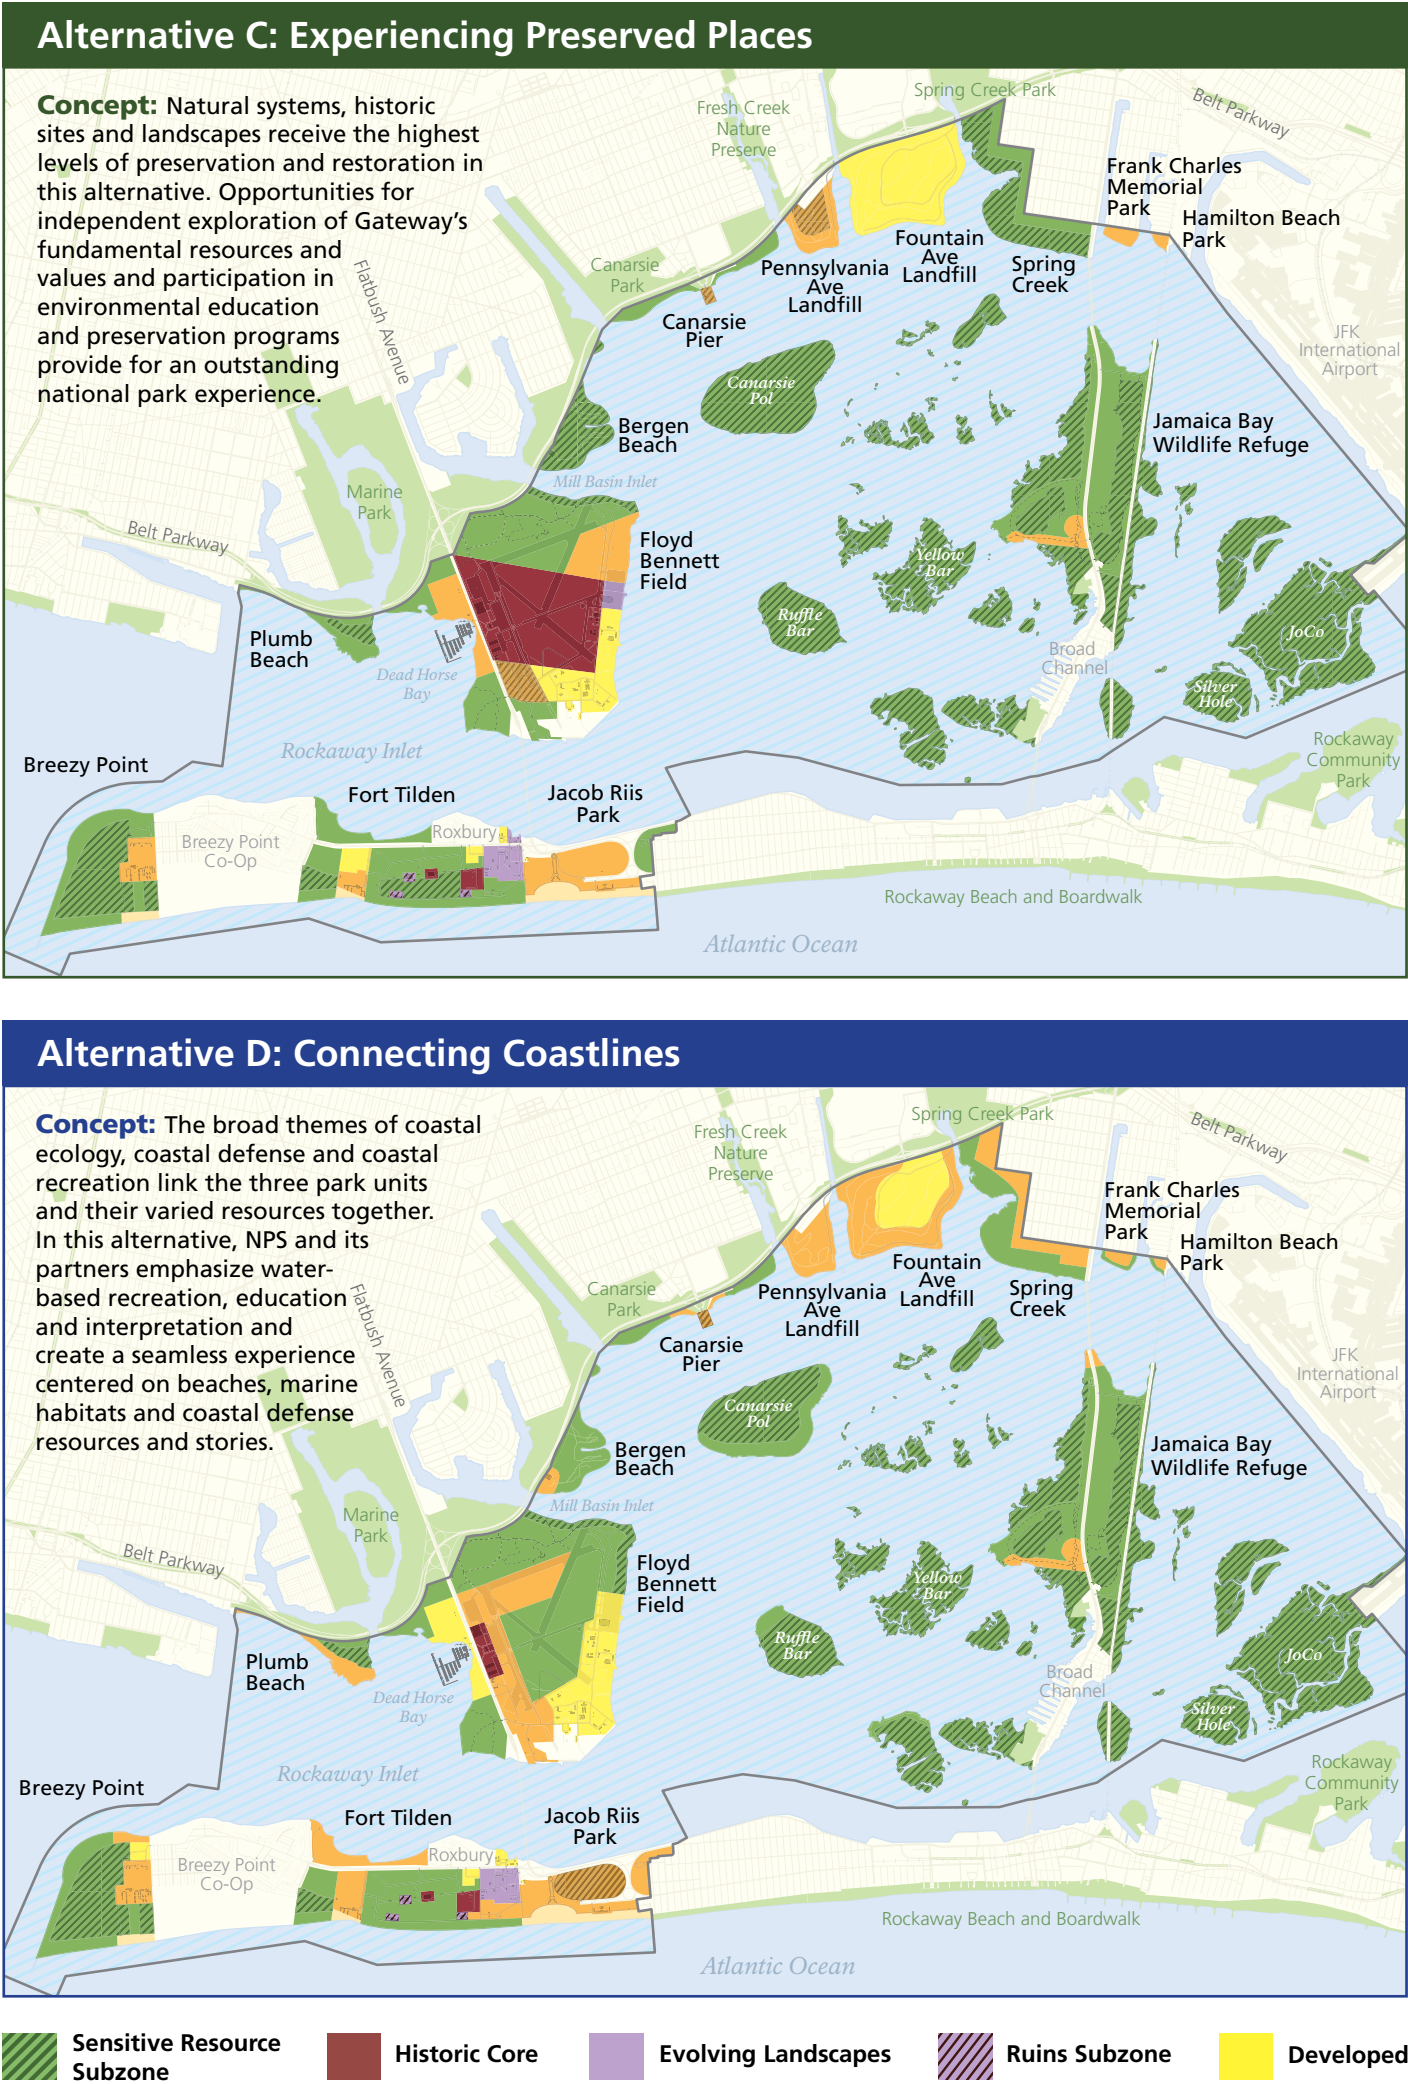 Alternative C: Experiencing Preserved Places
Concept: Natural systems, historic
sites and landscapes receive the highest
levels of preservation and restoration in
this alternative. Opportunities for
independent exploration of Gateway's
fundamental resources and
values and participation in
environmental education
and preservation programs
provide for an outstanding
national park experience.
Spring Creek Park
Fresh Creek
Nature
Preserve
Belt Parkway
Frank Charles
Memorial
Park
Hamilton Beach
Park
Fountain
Ave
Landfill
Pennsylvania
Ave
Landfill
Spring
Creek
Canarsie
Park
Canarsie
Pier
Flatbush Avenue
JFK
International
Airport
Canarsie
Pol
Bergen
Beach
Jamaica Bay
Wildlife Refuge
Mill Basin Inlet
Marine
Park
Belt Parkway
Floyd
Bennett
Field
Yellow
Bar
Ruffle
Bar
JoCo
Plumb
Beach
Dead Horse
Bay
Broad
Channel
Silver
Hole
Rockaway Inlet
Rockaway
Community
Park
Breezy Point
Fort Tilden
Jacob Riis
Park
Roxbury
Breezy Point
Co-Op
Rockaway Beach and Boardwalk
Atlantic Ocean
Alternative D: Connecting Coastlines
Concept: The broad themes of coastal
ecology, coastal defense and coastal
recreation link the three park units
and their varied resources together.
In this alternative, NPS and its
partners emphasize water-
based recreation, education
and interpretation and
create a seamless experience
centered on beaches, marine
habitats and coastal defense
resources and stories.
Spring Creek Park
Fresh Creek
Nature
Preserve
Belt Parkway
Frank Charles
Memorial
Park
Hamilton Beach
Park
Fountain
Ave
Landfill
Pennsylvania
Ave
Landfill
Spring
Creek
Canarsie
Park
Canarsie
Pier
Flatbush Avenue
JFK
International
Airport
Canarsie
Pol
Bergen
Beach
Jamaica Bay
Wildlife Refuge
Mill Basin Inlet
Marine
Park
Belt Parkway
Floyd
Bennett
Field
Yellow
Bar
Ruffle
Bar
JoCo
Plumb
Beach
Dead Horse
Bay
Broad
Channel
Silver
Hole
Rockaway Inlet
Rockaway
Community
Park
Breezy Point
Fort Tilden
Jacob Riis
Park
Roxbury
Breezy Point
Co-Op
Rockaway Beach and Boardwalk
Atlantic Ocean
Sensitive Resource
Subzone
Historic Core
Evolving Landscapes
Ruins Subzone
Developed